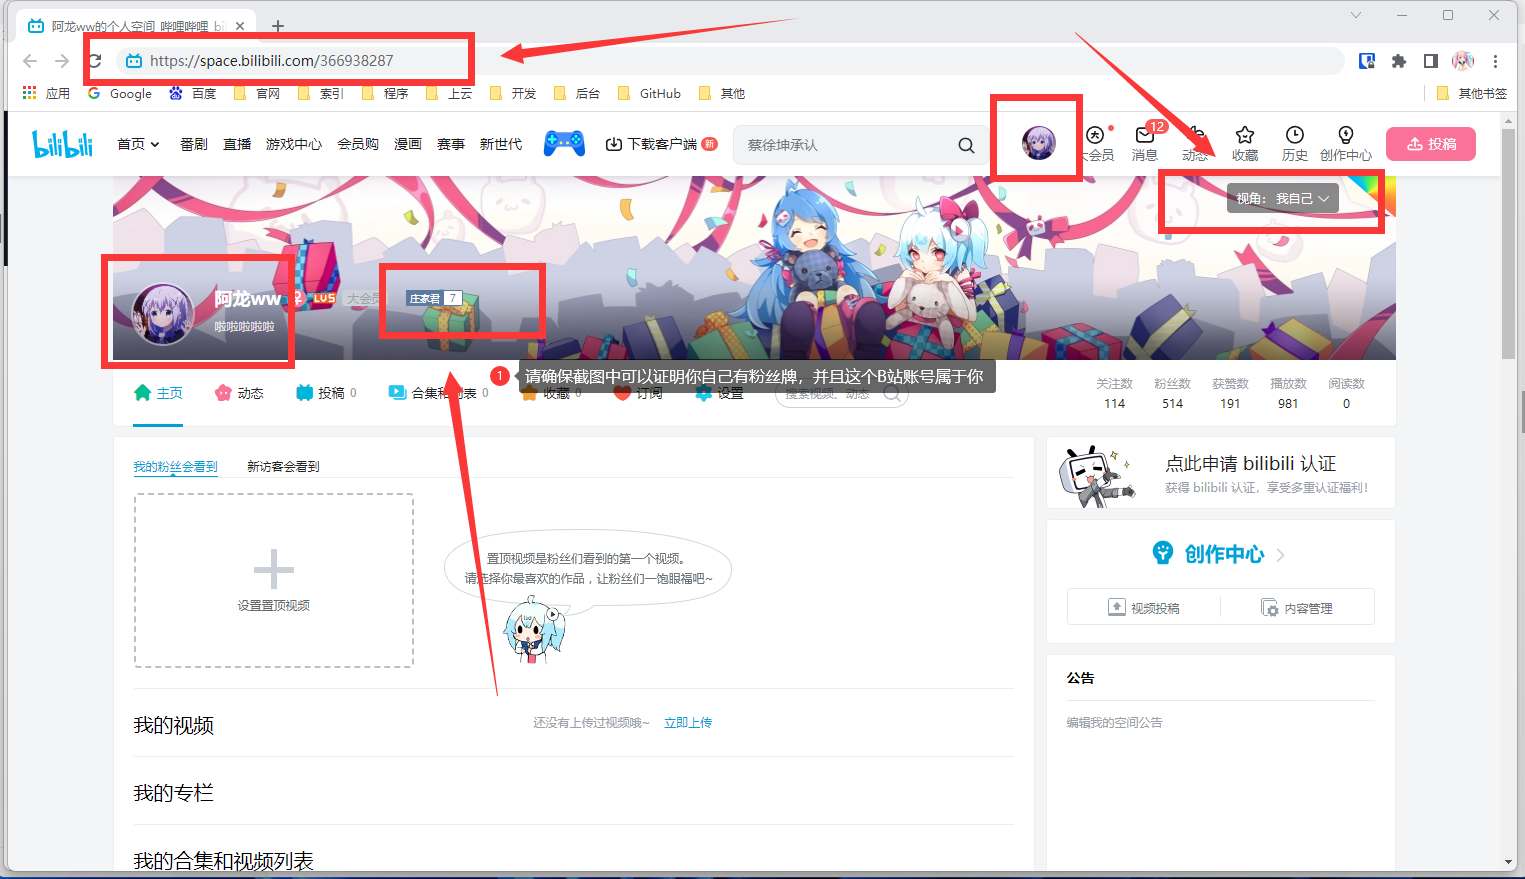 阿龙ww的个人空间_哔哩哔哩_bi
https://space.bilibili.com/366938287
应用 Google 百度 官网 索引 程序 上云 开发 后台 GitHub 其他 其他书签
bilibili 首页 番剧 直播 游戏中心 会员购 漫画 赛事 新世代 下载客户端 新 蔡徐坤承认 大会员 消息 12 动态 收藏 历史 创作中心 投稿
视角： 我自己
阿龙ww LV5 大会员 庄家君 7
啦啦啦啦啦
1 请确保截图中可以证明你自己有粉丝牌，并且这个B站账号属于你
主页 动态 投稿 0 合集和列表 0 收藏 0 订阅 设置 搜索视频、动态
关注数 粉丝数 获赞数 播放数 阅读数
114 514 191 981 0
我的粉丝会看到 新访客会看到
设置置顶视频
置顶视频是粉丝们看到的第一个视频。
请选择你最喜欢的作品，让粉丝们一饱眼福吧~
我的视频 还没有上传过视频哦~ 立即上传
我的专栏
我的合集和视频列表
点此申请 bilibili 认证
获得 bilibili 认证，享受多重认证福利！
创作中心
视频投稿 内容管理
公告
编辑我的空间公告